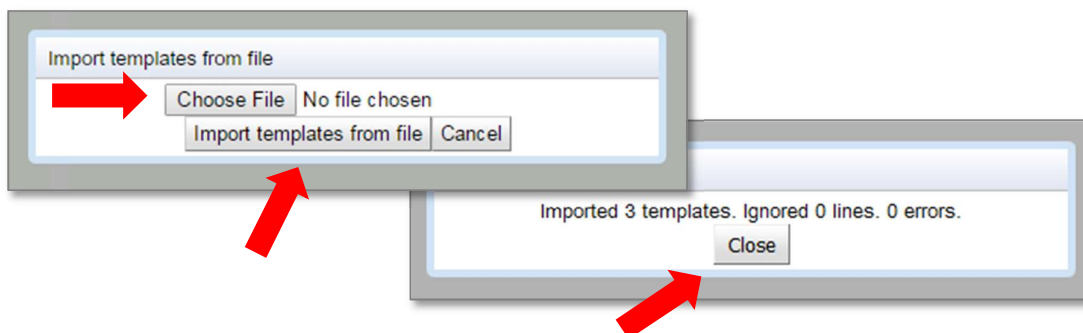 Import templates from file
Choose File No file chosen
Import templates from file Cancel
Imported 3 templates. Ignored 0 lines. 0 errors.
Close